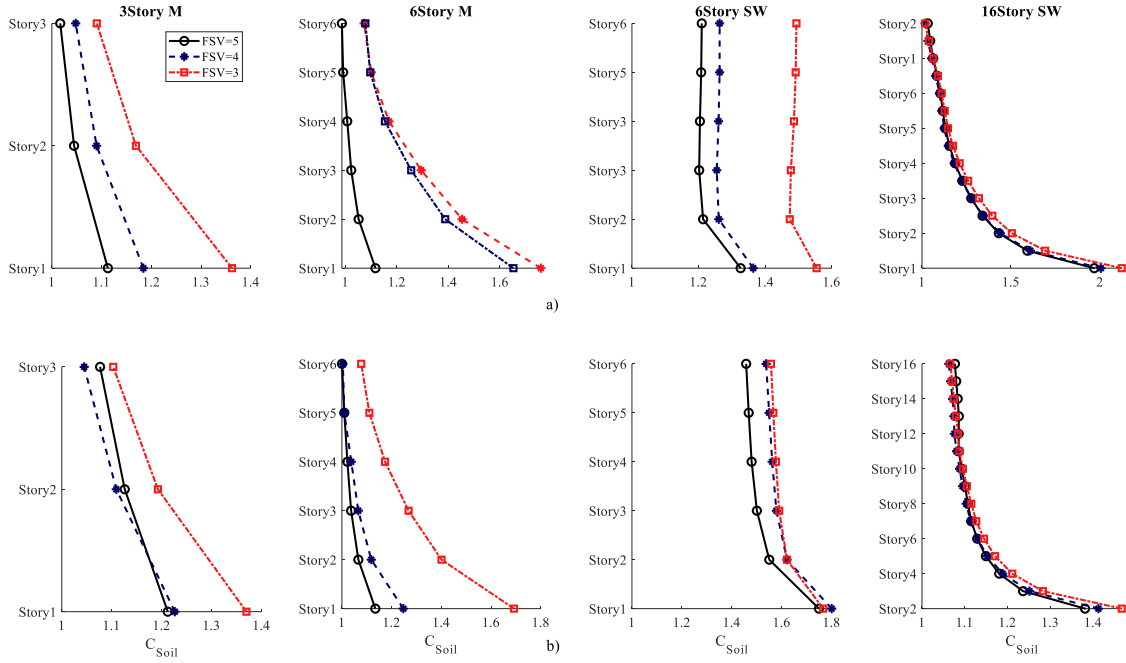 3Story M
6Story M
6Story SW
16Story SW
Story3
Story2
Story1
1
1.1
1.2
1.3
1.4
FSV=5
FSV=4
FSV=3
Story6
Story5
Story4
Story3
Story2
Story1
1
1.2
1.4
1.6
1.8
Story6
Story5
Story3
Story3
Story2
Story1
1
1.2
1.4
1.6
Story2
Story1
Story6
Story5
Story4
Story3
Story2
Story1
1
1.5
2
a)
Story3
Story2
Story1
1
1.1
1.2
1.3
1.4
C_Soil
Story6
Story5
Story4
Story3
Story2
Story1
1
1.2
1.4
1.6
1.8
C_Soil
Story6
Story5
Story4
Story3
Story2
Story1
1
1.2
1.4
1.6
1.8
C_Soil
Story16
Story14
Story12
Story10
Story8
Story6
Story4
Story2
1
1.1
1.2
1.3
1.4
C_Soil
b)